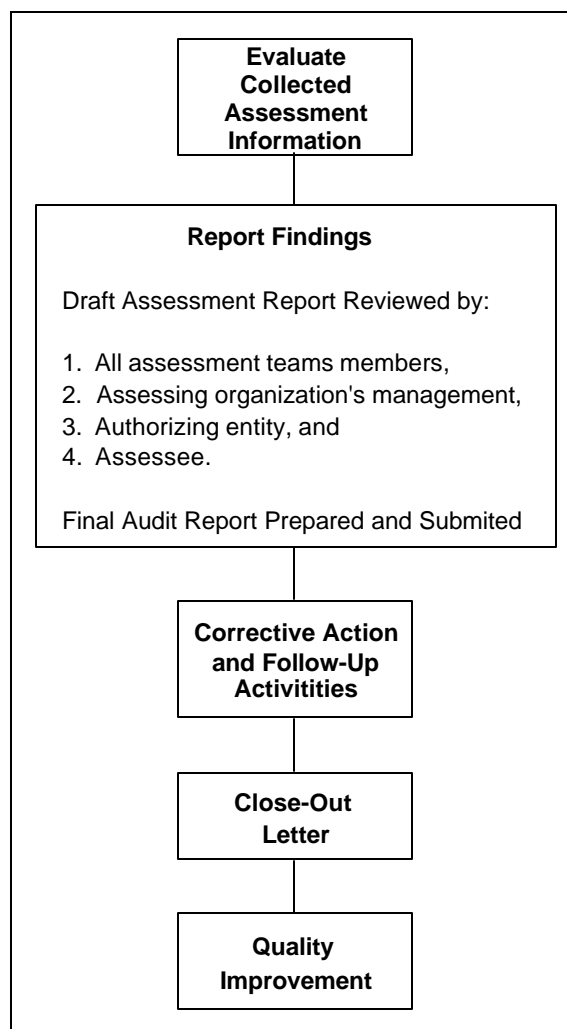 Evaluate
Collected
Assessment
Information
Report Findings
Draft Assessment Report Reviewed by:
1. All assessment teams members,
2. Assessing organization's management,
3. Authorizing entity, and
4. Assessee.
Final Audit Report Prepared and Submited
Corrective Action
and Follow-Up
Activitities
Close-Out
Letter
Quality
Improvement